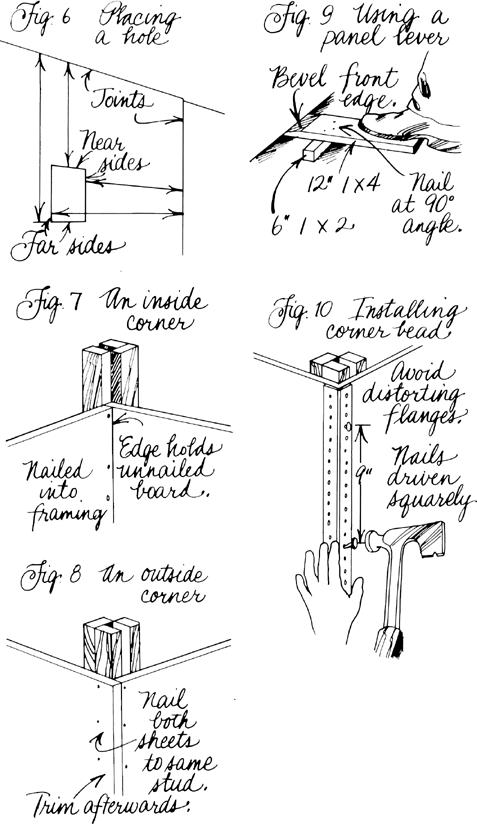 Fig. 6 Placing
a hole
Joints
Near
sides
Far sides
Fig. 7 An inside
corner
Nailed
into
framing
Edge holds
unnailed
board.
Fig. 8 An outside
corner
Nail
both
sheets
to same
stud.
Trim afterwards.
Fig. 9 Using a
panel lever
Bevel front
edge.
12" 1 x 4
6" 1 x 2
Nail
at 90°
angle.
Fig. 10 Installing
corner bead.
Avoid
distorting
flanges.
9"
Nails
driven
squarely